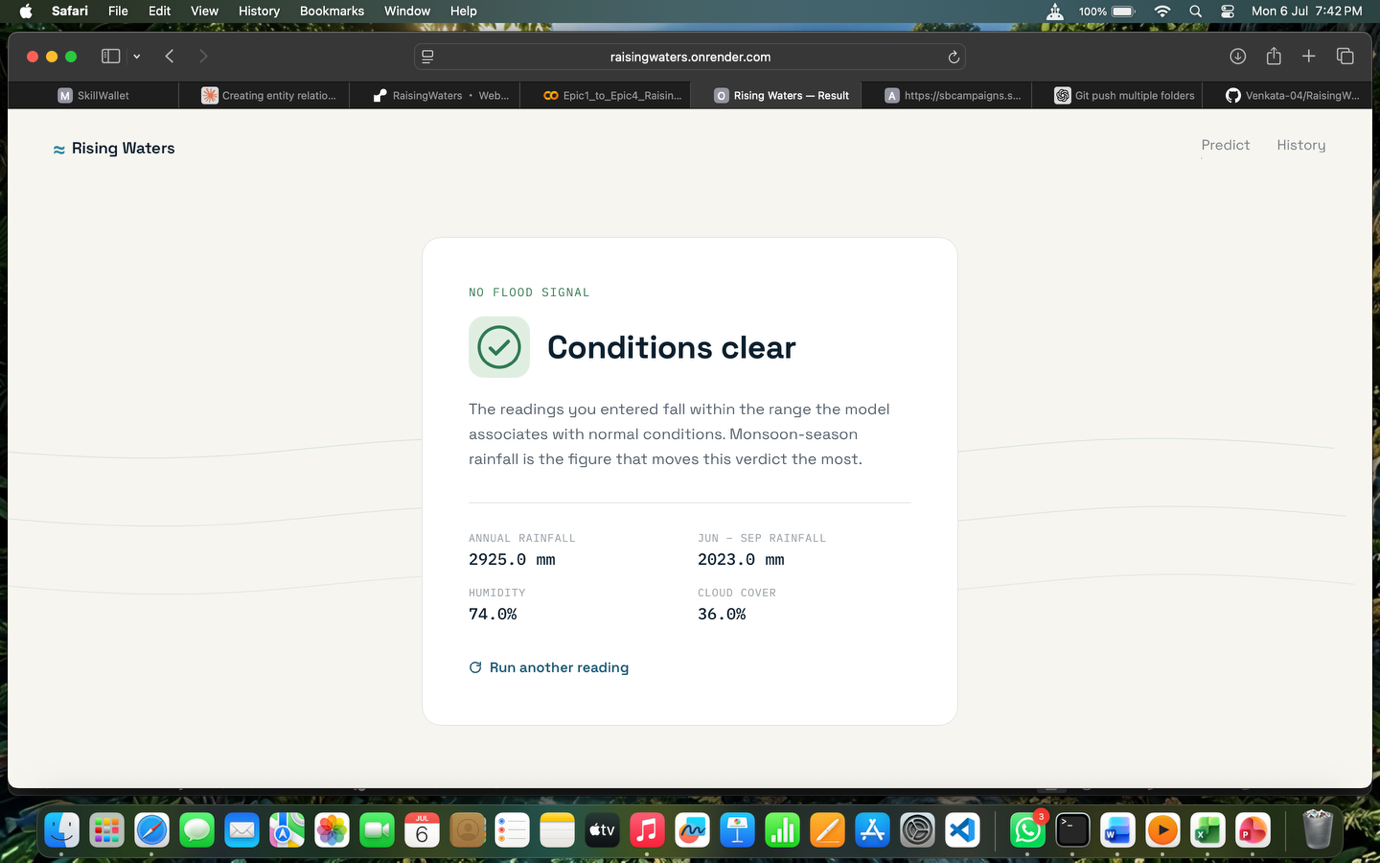 Safari File Edit View History Bookmarks Window Help 100% Mon 6 Jul 7:42 PM
raisingwaters.onrender.com
M SkillWallet Creating entity relatio... RaisingWaters • Web... Epic1_to_Epic4_Raisin... O Rising Waters — Result A https://sbcampaigns.s... Git push multiple folders Venkata-04/RaisingW...
≈ Rising Waters Predict History
NO FLOOD SIGNAL
Conditions clear
The readings you entered fall within the range the model
associates with normal conditions. Monsoon-season
rainfall is the figure that moves this verdict the most.
ANNUAL RAINFALL JUN – SEP RAINFALL
2925.0 mm 2023.0 mm
HUMIDITY CLOUD COVER
74.0% 36.0%
Run another reading
JUL
6
tv
3
>_
W
X
P